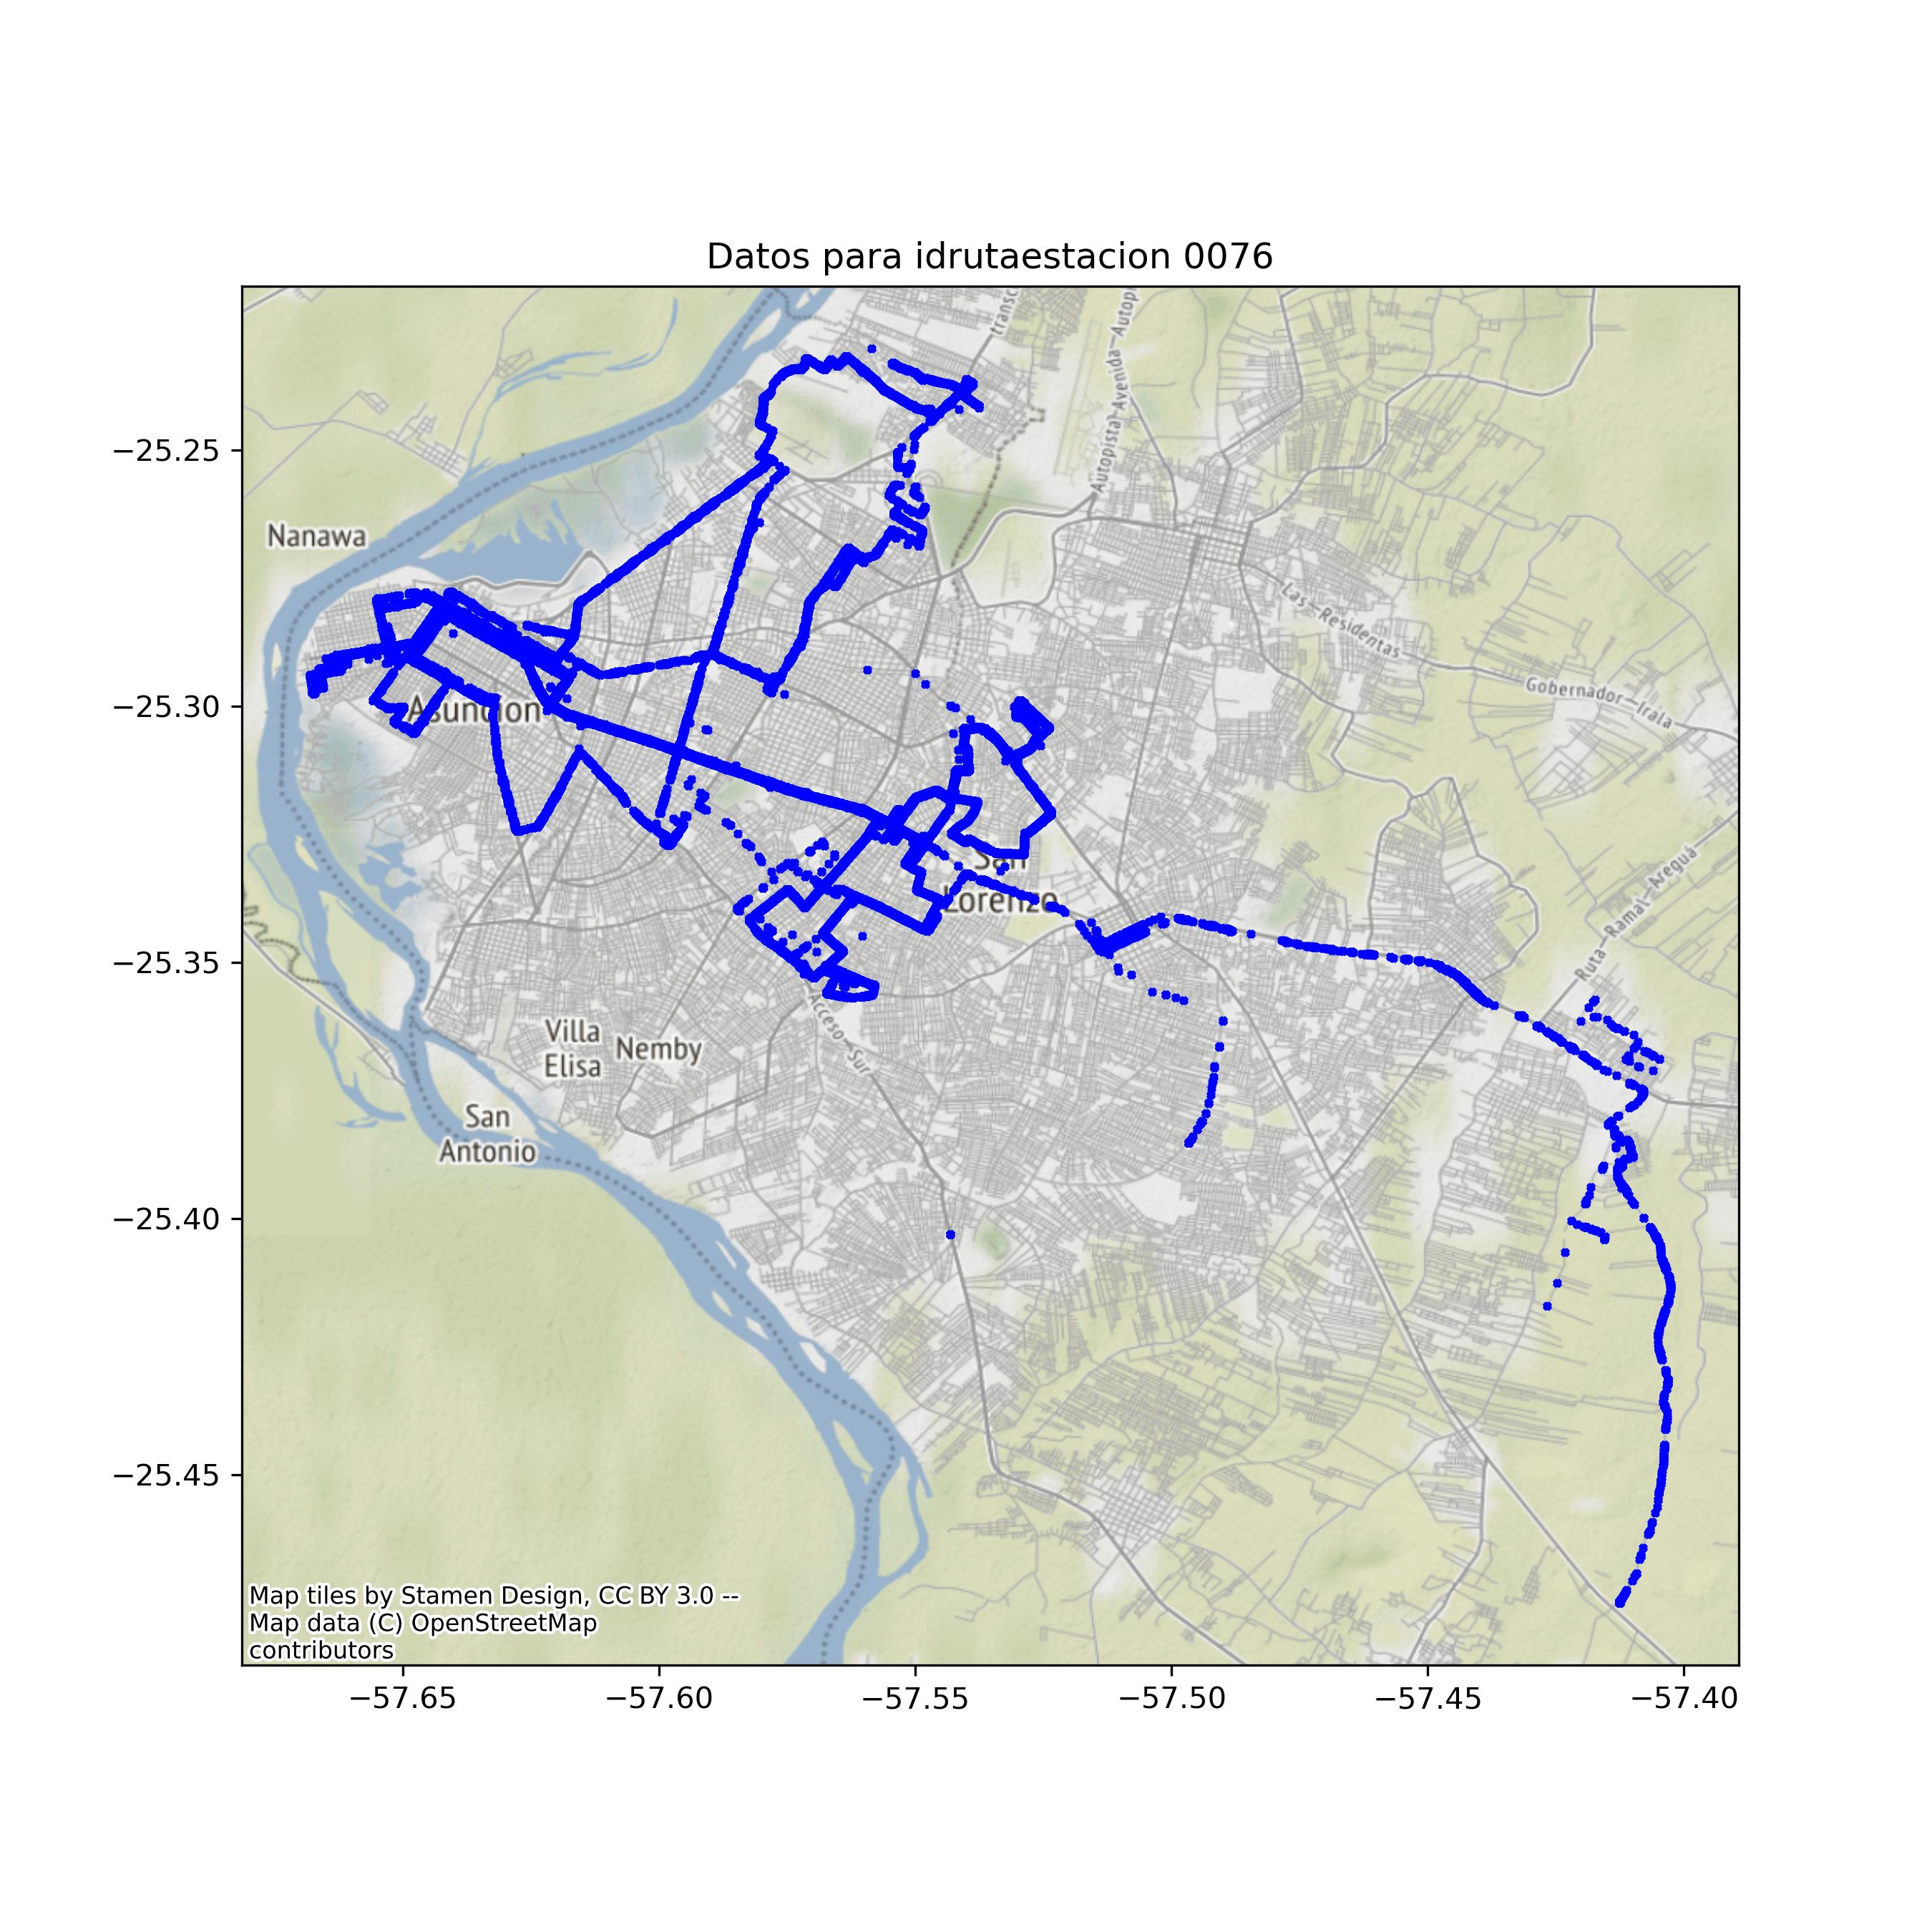 Datos para idrutaestacion 0076
transc
Autopista-Avenida-Autopi
−25.25
Nanawa
Las-Residentas
Gobernador-Irala
−25.30
Asuncion
San
Lorenzo
Ruta-Ramal-Areguá
−25.35
Acceso-Sur
Villa
Elisa
Nemby
San
Antonio
−25.40
−25.45
Map tiles by Stamen Design, CC BY 3.0 --
Map data (C) OpenStreetMap
contributors
−57.65
−57.60
−57.55
−57.50
−57.45
−57.40